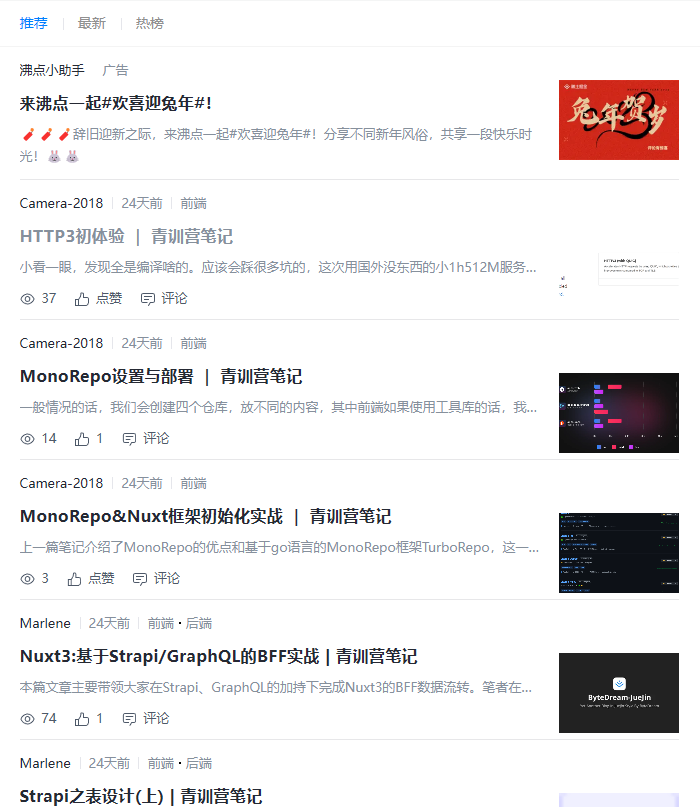 推荐 最新 热榜
沸点小助手 广告
来沸点一起#欢喜迎兔年#!
🧨🧨🧨辞旧迎新之际，来沸点一起#欢喜迎兔年#！分享不同新年风俗，共享一段快乐时
光！🐰🐰
兔年贺岁
Camera-2018 24天前 前端
HTTP3初体验 ｜ 青训营笔记
小看一眼，发现全是编译啥的。应该会踩很多坑的，这次用国外没东西的小1h512M服务...
37 点赞 评论
Camera-2018 24天前 前端
MonoRepo设置与部署 ｜ 青训营笔记
一般情况的话，我们会创建四个仓库，放不同的内容，其中前端如果使用工具库的话，我...
14 1 评论
Camera-2018 24天前 前端
MonoRepo&Nuxt框架初始化实战 ｜ 青训营笔记
上一篇笔记介绍了MonoRepo的优点和基于go语言的MonoRepo框架TurboRepo，这一...
3 点赞 评论
Marlene 24天前 前端·后端
Nuxt3:基于Strapi/GraphQL的BFF实战 | 青训营笔记
本篇文章主要带领大家在Strapi、GraphQL的加持下完成Nuxt3的BFF数据流转。笔者在...
74 1 评论
ByteDream-JueJin
Marlene 24天前 前端·后端
Strapi之表设计(上) | 青训营笔记